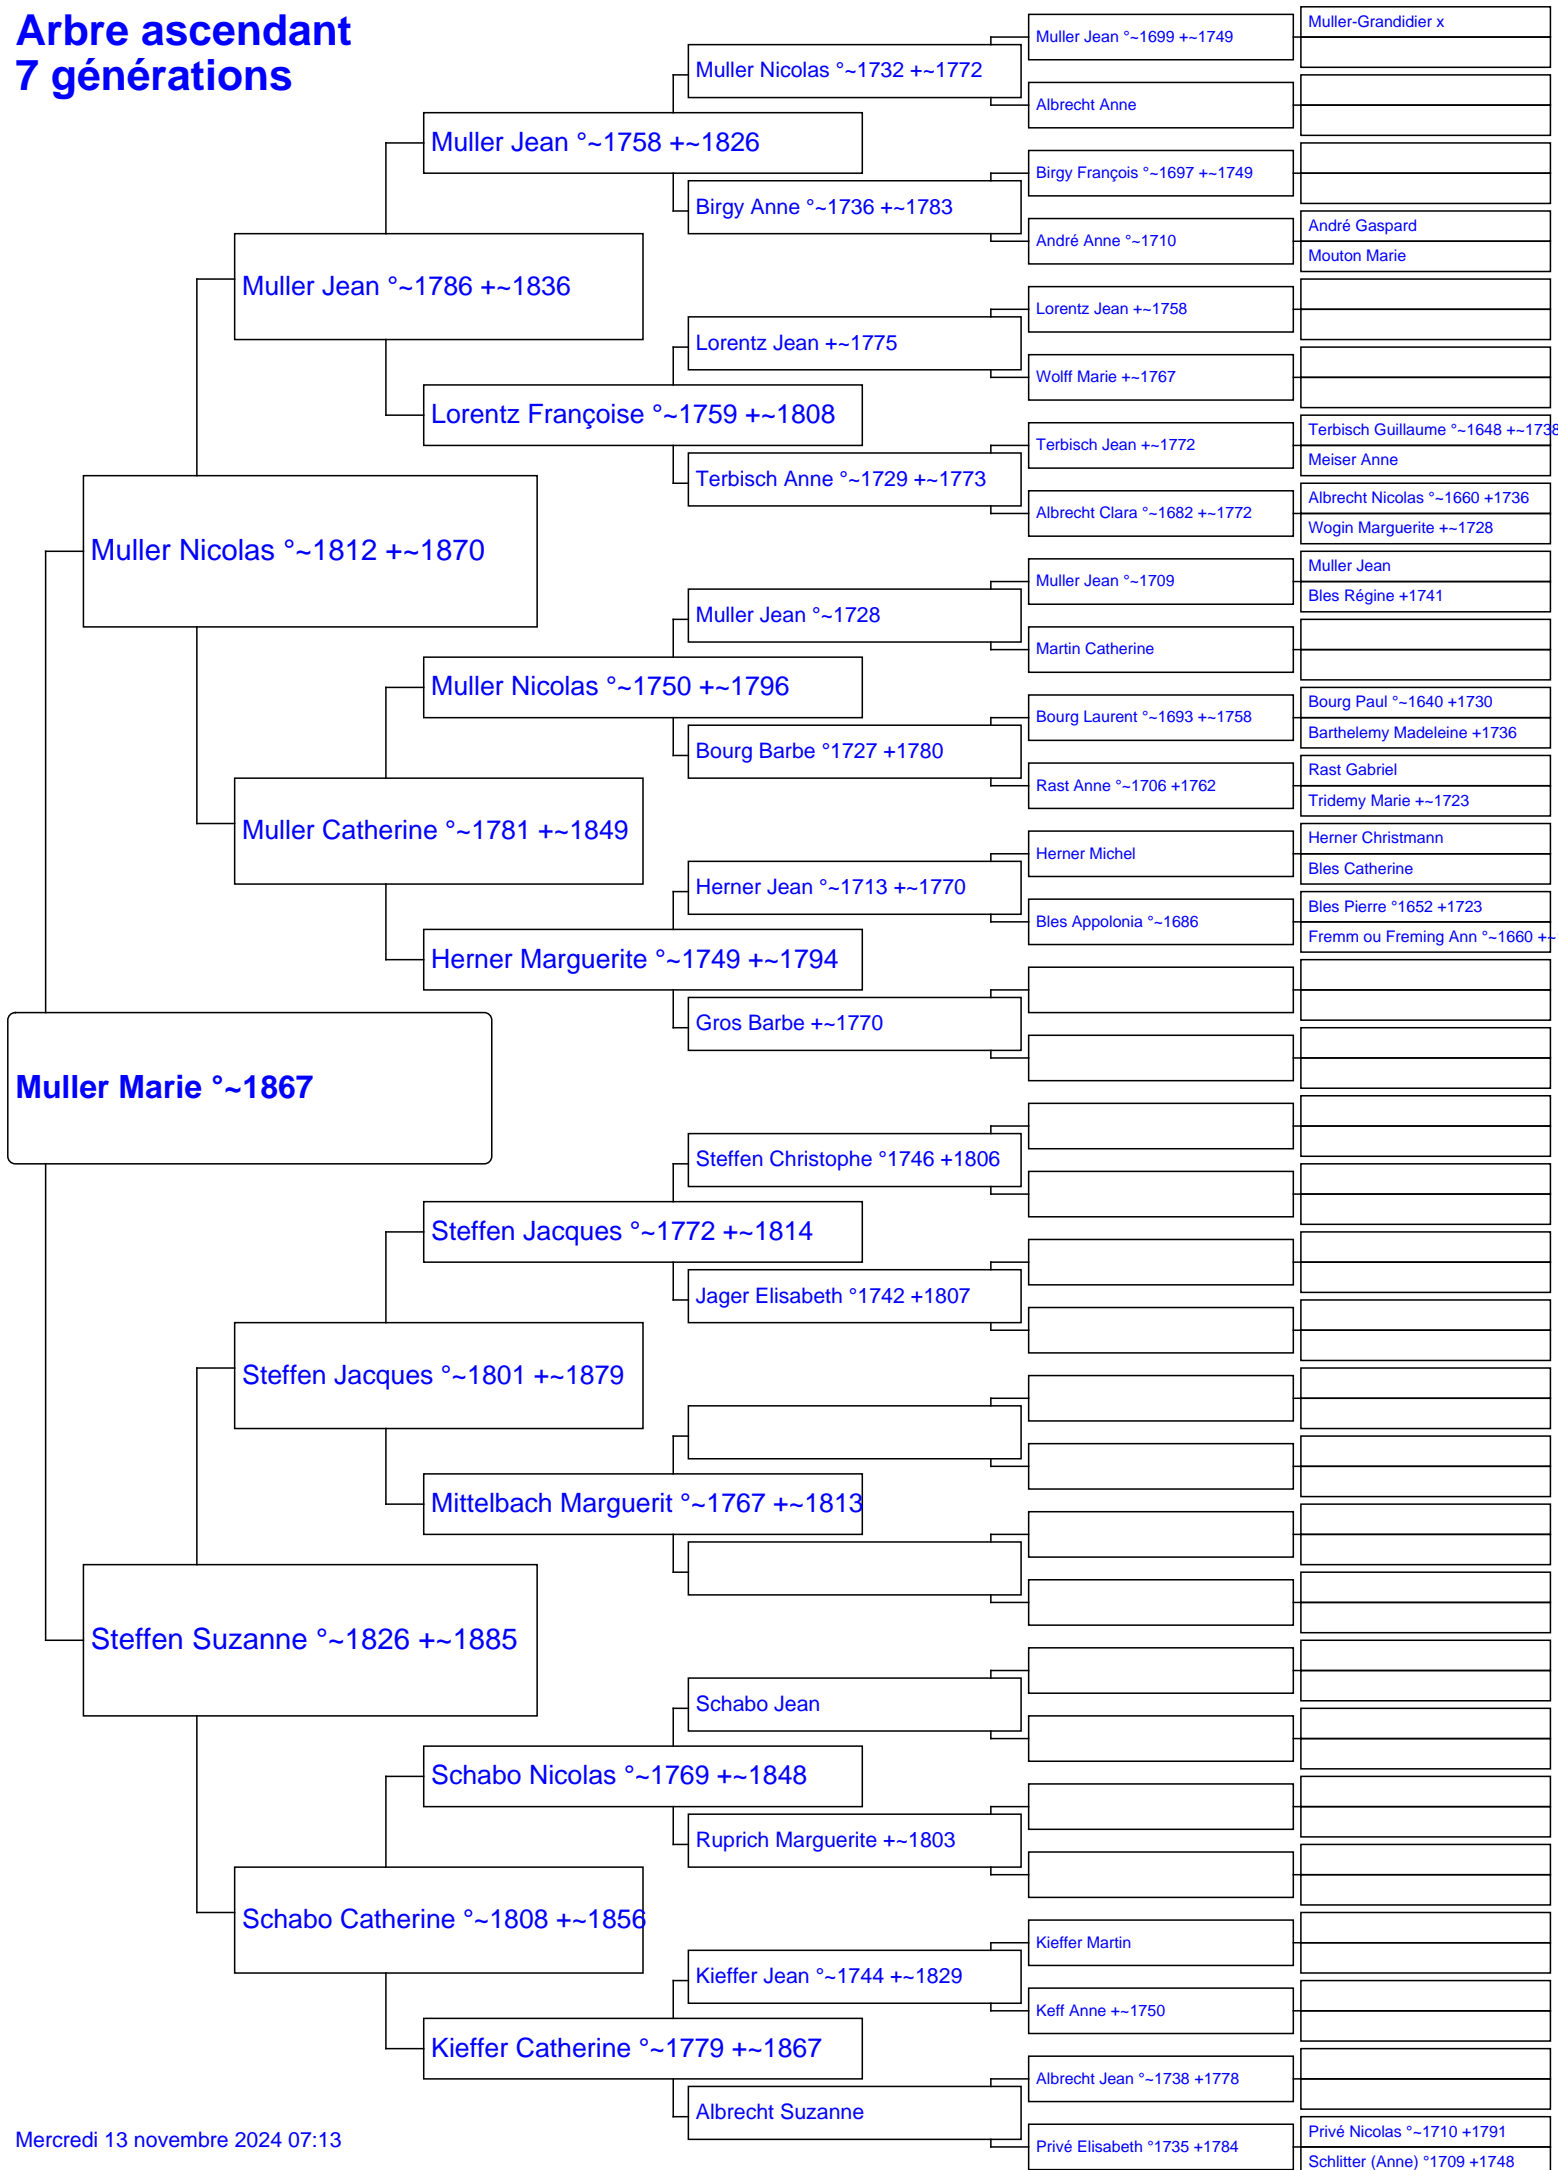 Arbre ascendant
7 générations
Muller Marie °~1867
Muller Nicolas °~1812 +~1870
Steffen Suzanne °~1826 +~1885
Muller Jean °~1786 +~1836
Muller Catherine °~1781 +~1849
Steffen Jacques °~1801 +~1879
Schabo Catherine °~1808 +~1856
Muller Jean °~1758 +~1826
Lorentz Françoise °~1759 +~1808
Muller Nicolas °~1750 +~1796
Herner Marguerite °~1749 +~1794
Steffen Jacques °~1772 +~1814
Mittelbach Marguerit °~1767 +~1813
Schabo Nicolas °~1769 +~1848
Kieffer Catherine °~1779 +~1867
Muller Nicolas °~1732 +~1772
Birgy Anne °~1736 +~1783
Lorentz Jean +~1775
Terbisch Anne °~1729 +~1773
Muller Jean °~1728
Bourg Barbe °1727 +1780
Herner Jean °~1713 +~1770
Gros Barbe +~1770
Steffen Christophe °1746 +1806
Jager Elisabeth °1742 +1807
Schabo Jean
Ruprich Marguerite +~1803
Kieffer Jean °~1744 +~1829
Albrecht Suzanne
Muller Jean °~1699 +~1749
Albrecht Anne
Birgy François °~1697 +~1749
André Anne °~1710
Lorentz Jean +~1758
Wolff Marie +~1767
Terbisch Jean +~1772
Albrecht Clara °~1682 +~1772
Muller Jean °~1709
Martin Catherine
Bourg Laurent °~1693 +~1758
Rast Anne °~1706 +1762
Herner Michel
Bles Appolonia °~1686
Kieffer Martin
Keff Anne +~1750
Albrecht Jean °~1738 +1778
Privé Elisabeth °1735 +1784
Muller-Grandidier x
André Gaspard
Mouton Marie
Terbisch Guillaume °~1648 +~1738
Meiser Anne
Albrecht Nicolas °~1660 +1736
Wogin Marguerite +~1728
Muller Jean
Bles Régine +1741
Bourg Paul °~1640 +1730
Barthelemy Madeleine +1736
Rast Gabriel
Tridemy Marie +~1723
Herner Christmann
Bles Catherine
Bles Pierre °1652 +1723
Fremm ou Freming Ann °~1660 +~
Privé Nicolas °~1710 +1791
Schlitter (Anne) °1709 +1748
Mercredi 13 novembre 2024 07:13